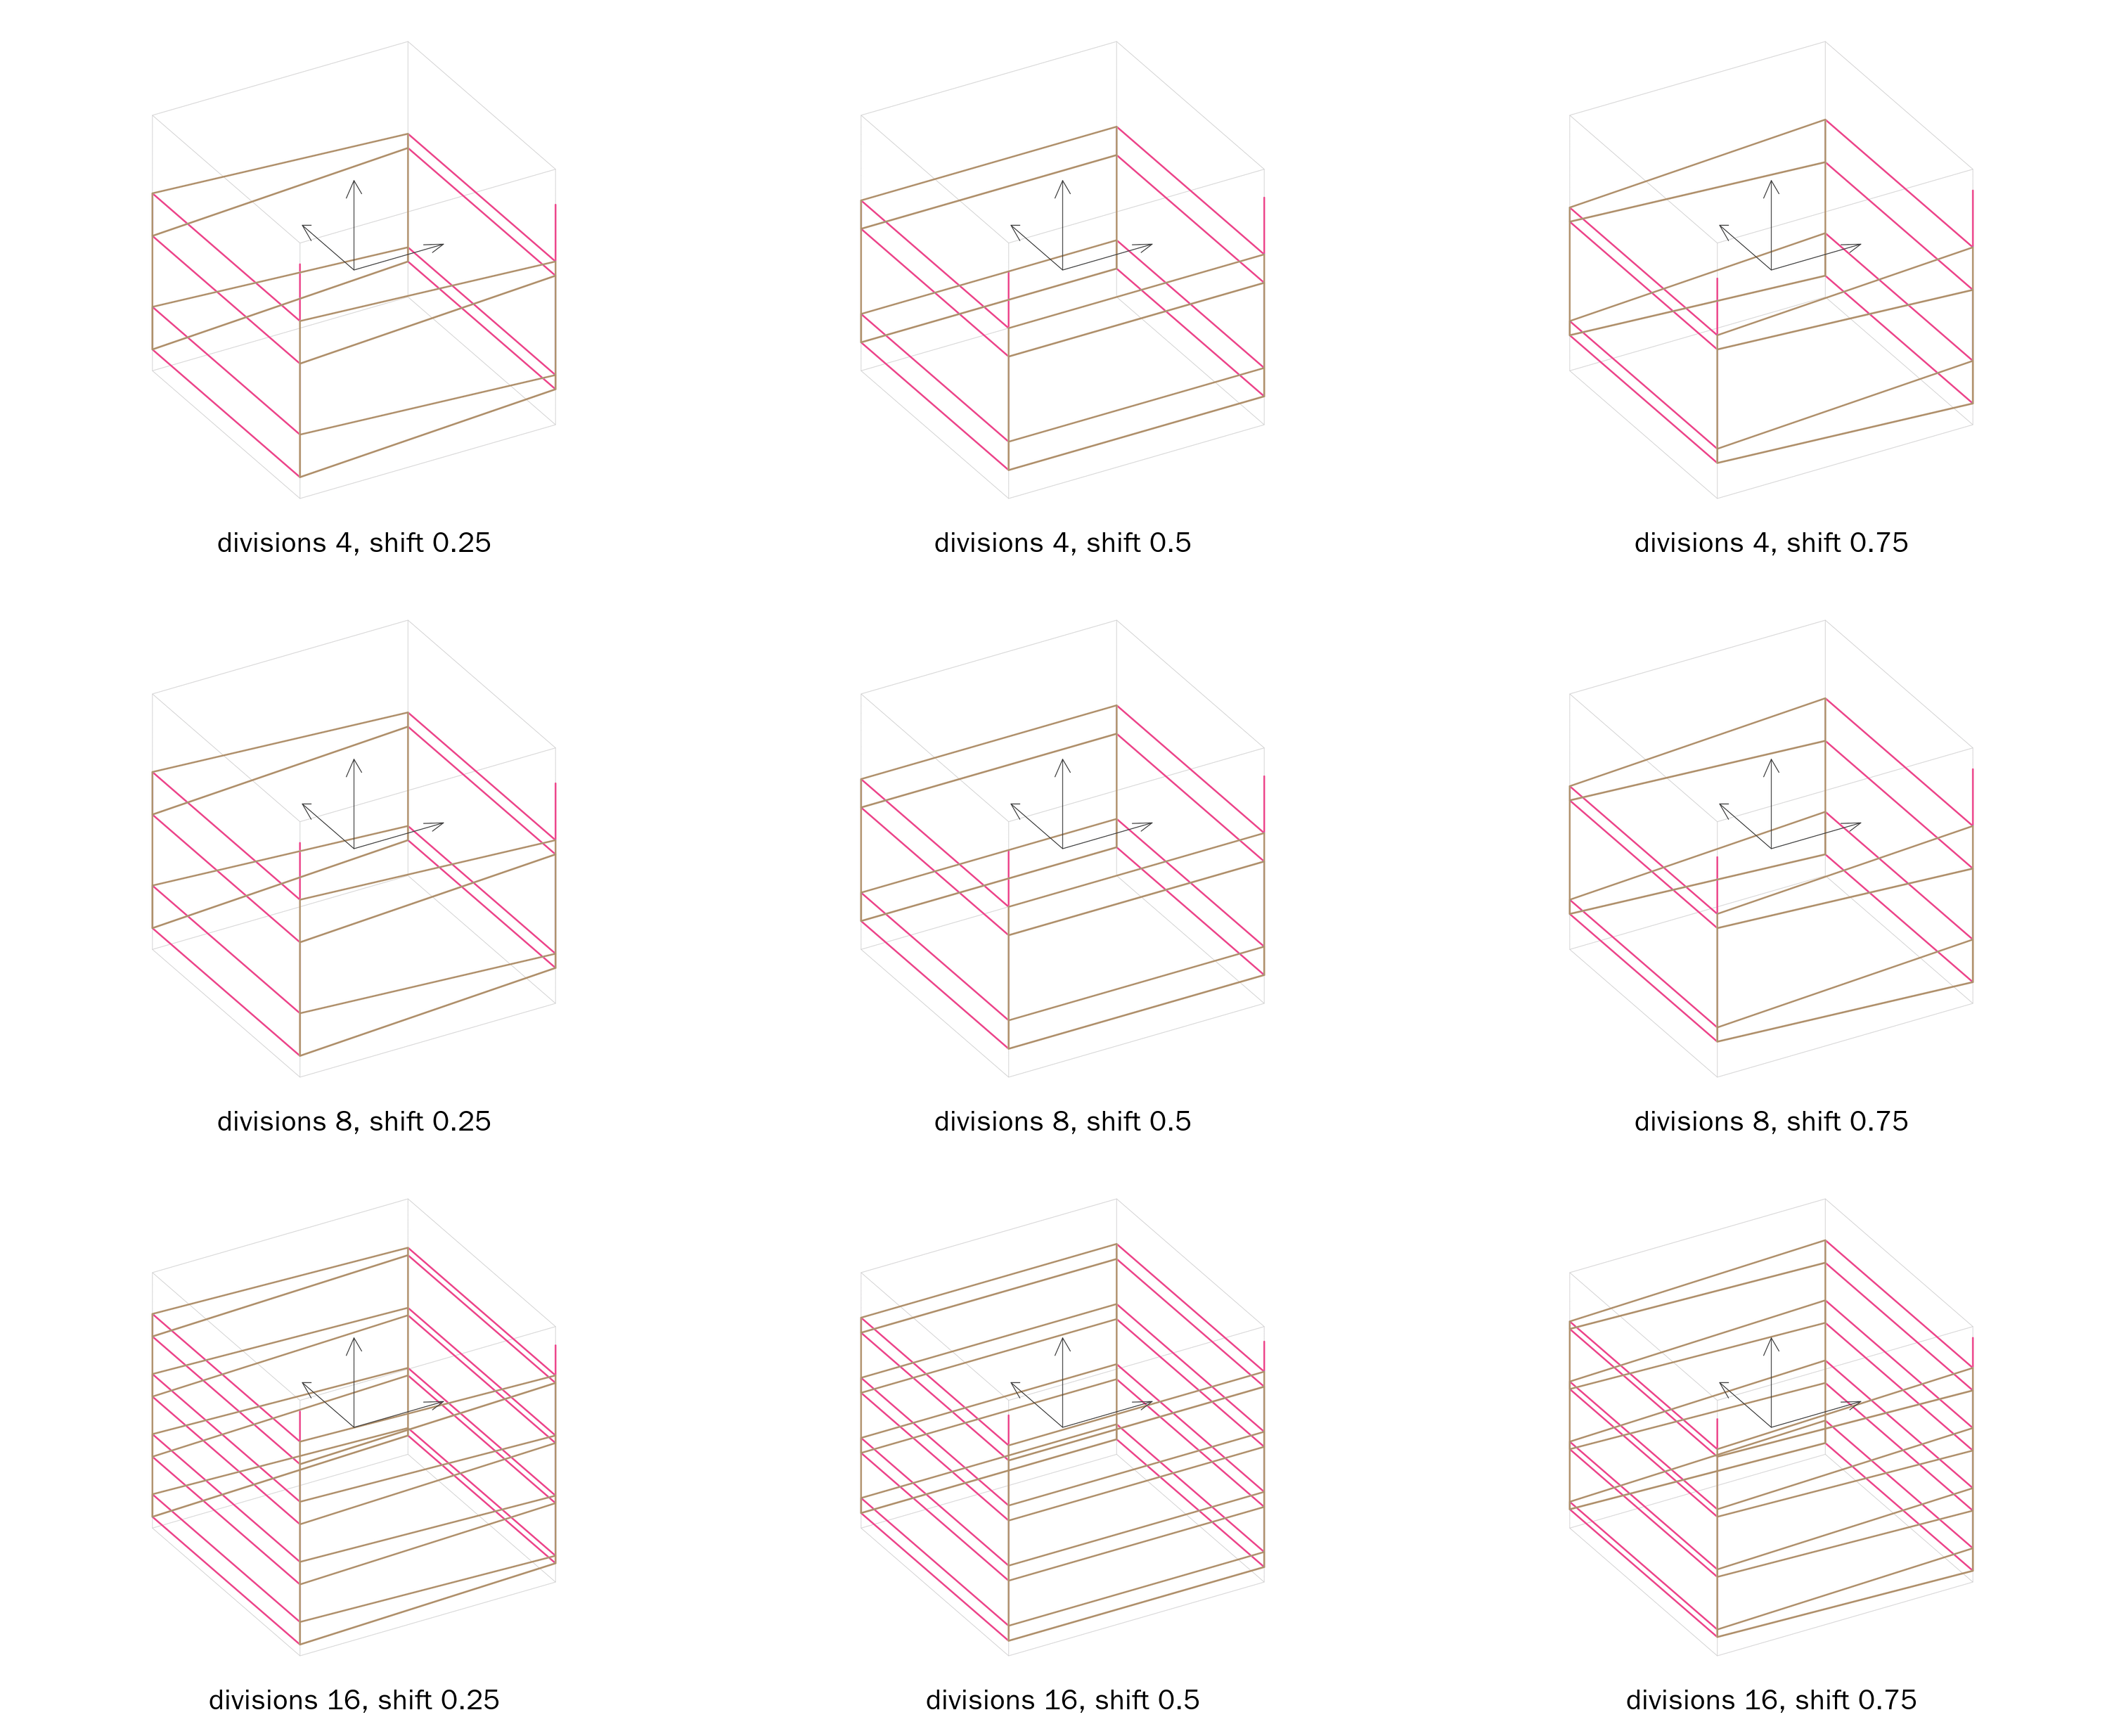 divisions 4, shift 0.25
divisions 4, shift 0.5
divisions 4, shift 0.75
divisions 8, shift 0.25
divisions 8, shift 0.5
divisions 8, shift 0.75
divisions 16, shift 0.25
divisions 16, shift 0.5
divisions 16, shift 0.75